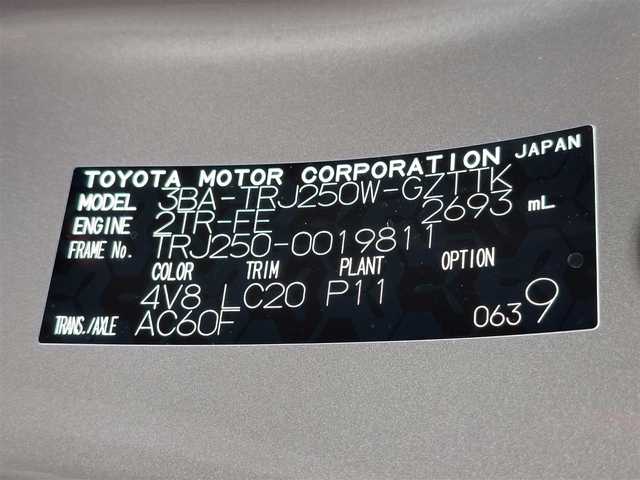 TOYOTA MOTOR CORPORATION JAPAN
MODEL 3BA-TRJ250W-GZTTK
ENGINE 2TR-FE 2693 mL
FRAME No. TRJ250-0019811
COLOR TRIM PLANT OPTION
4V8 LC20 P11
TRANS./AXLE AC60F 0639